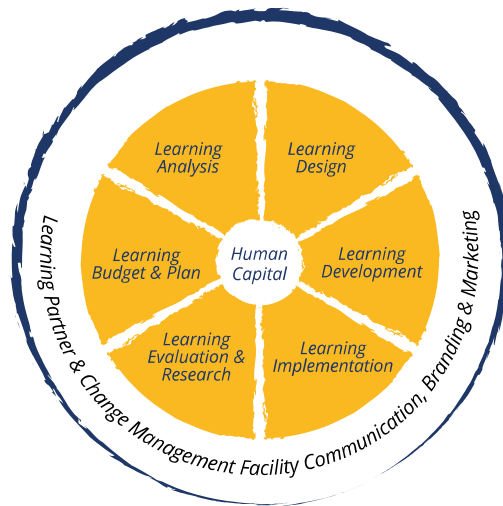 Learning
Analysis
Learning
Design
Learning
Budget & Plan
Human
Capital
Learning
Development
Learning
Evaluation &
Research
Learning
Implementation
Learning Partner & Change Management Facility Communication, Branding & Marketing